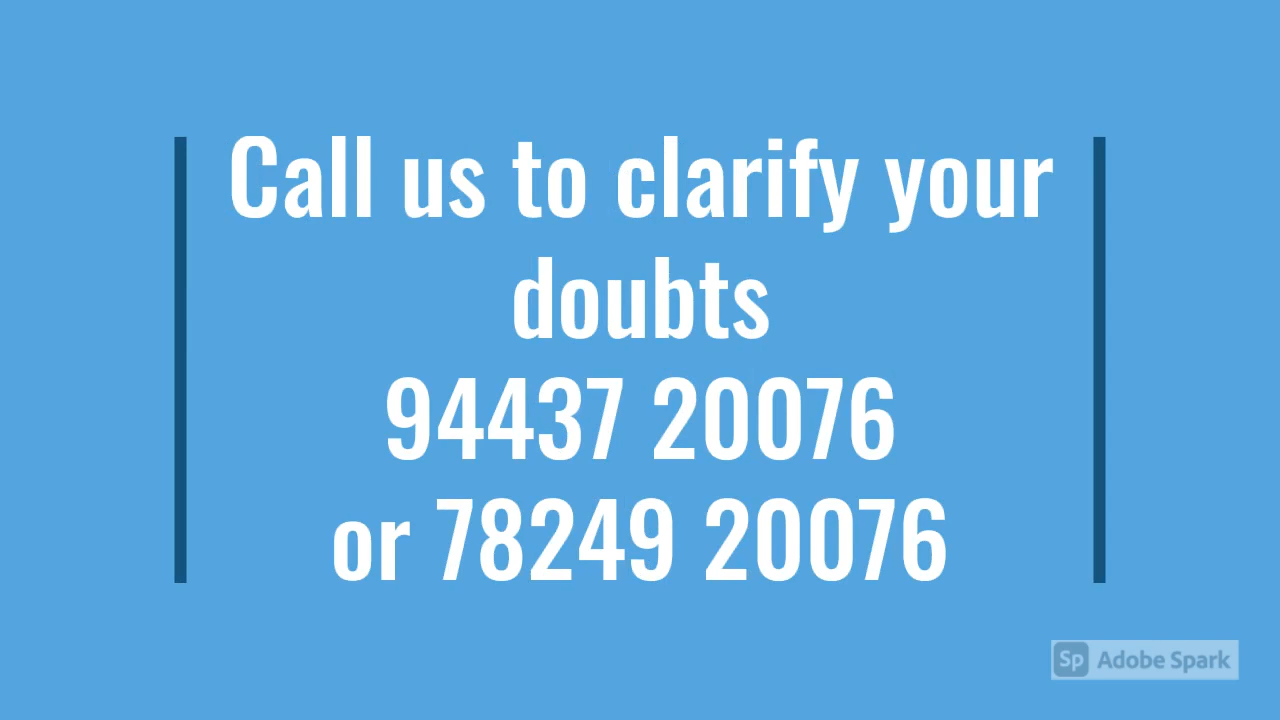 Call us to clarify your
doubts
94437 20076
or 78249 20076
Sp Adobe Spark